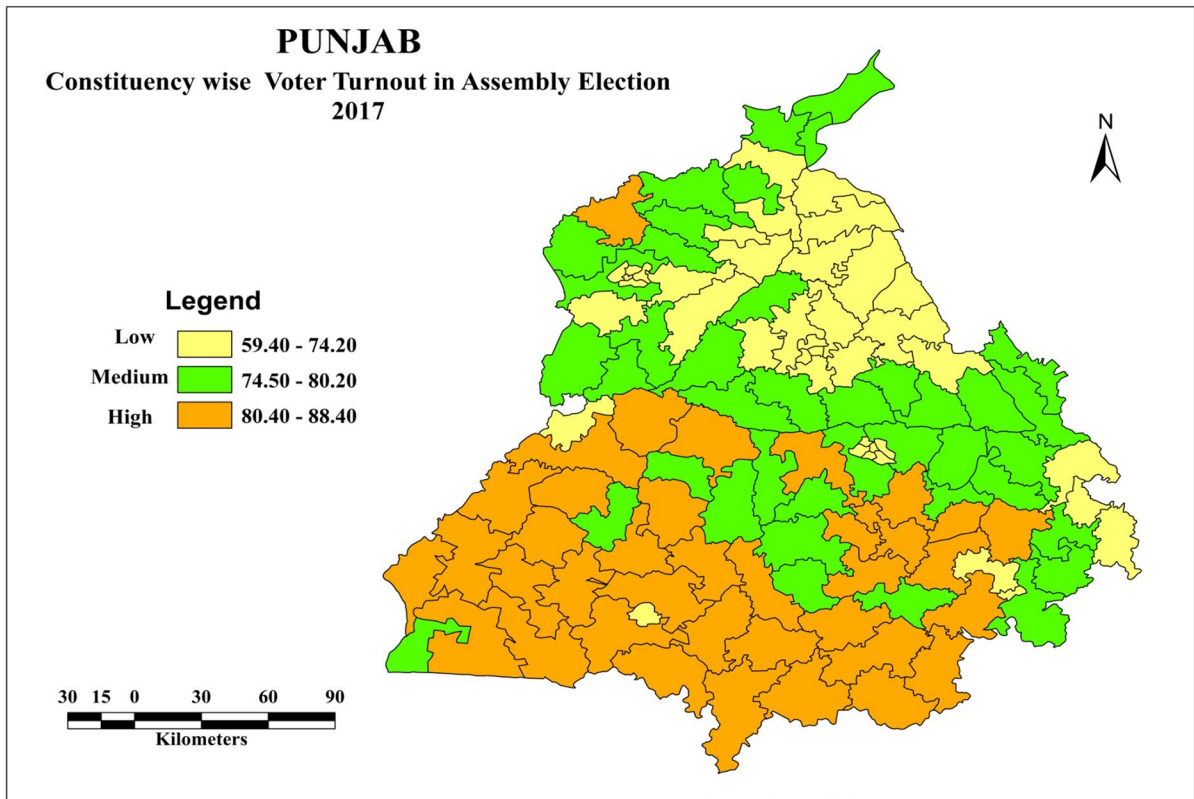 PUNJAB
Constituency wise Voter Turnout in Assembly Election
2017
N
Legend
Low 59.40 - 74.20
Medium 74.50 - 80.20
High 80.40 - 88.40
30 15 0 30 60 90
Kilometers